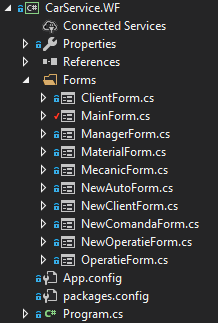 CarService.WF
Connected Services
Properties
References
Forms
ClientForm.cs
MainForm.cs
ManagerForm.cs
MaterialForm.cs
MecanicForm.cs
NewAutoForm.cs
NewClientForm.cs
NewComandaForm.cs
NewOperatieForm.cs
OperatieForm.cs
App.config
packages.config
C# Program.cs